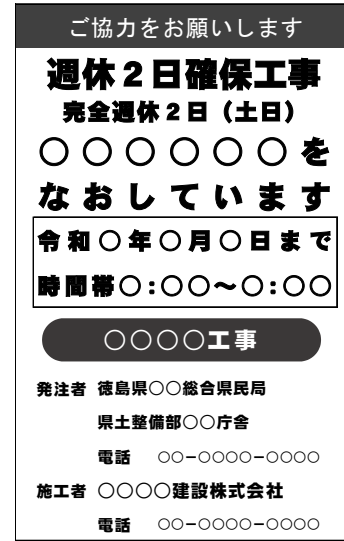 ご協力をお願いします
週休２日確保工事
完全週休２日（土日）
○○○○○○を
なおしています
令和○年○月○日まで
時間帯○:○○~○:○○
○○○○工事
発注者 徳島県○○総合県民局
県土整備部○○庁舎
電話 ○○-○○○○-○○○○
施工者 ○○○○建設株式会社
電話 ○○-○○○○-○○○○